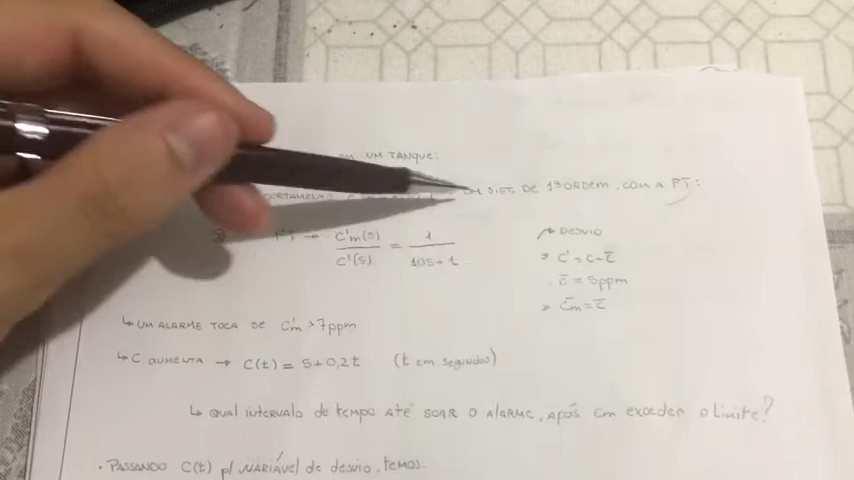 UM TANQUE:
SIST. DE 1ª ORDEM, COM A FT:
FT → C'm(s) / C'(s) = 1 / 10s+1
DESVIO
C' = C - C̄
C̄ = 5ppm
C̄m = C̄
↳ UM ALARME TOCA SE C'm > 7ppm
↳ C AUMENTA → C(t) = 5+0,2t (t em segundos)
↳ QUAL INTERVALO de tempo ATÉ SOAR O ALARME, APÓS Cm exceder o limite?
• PASSANDO C(t) p/ VARIÁVEL de desvio, temos.